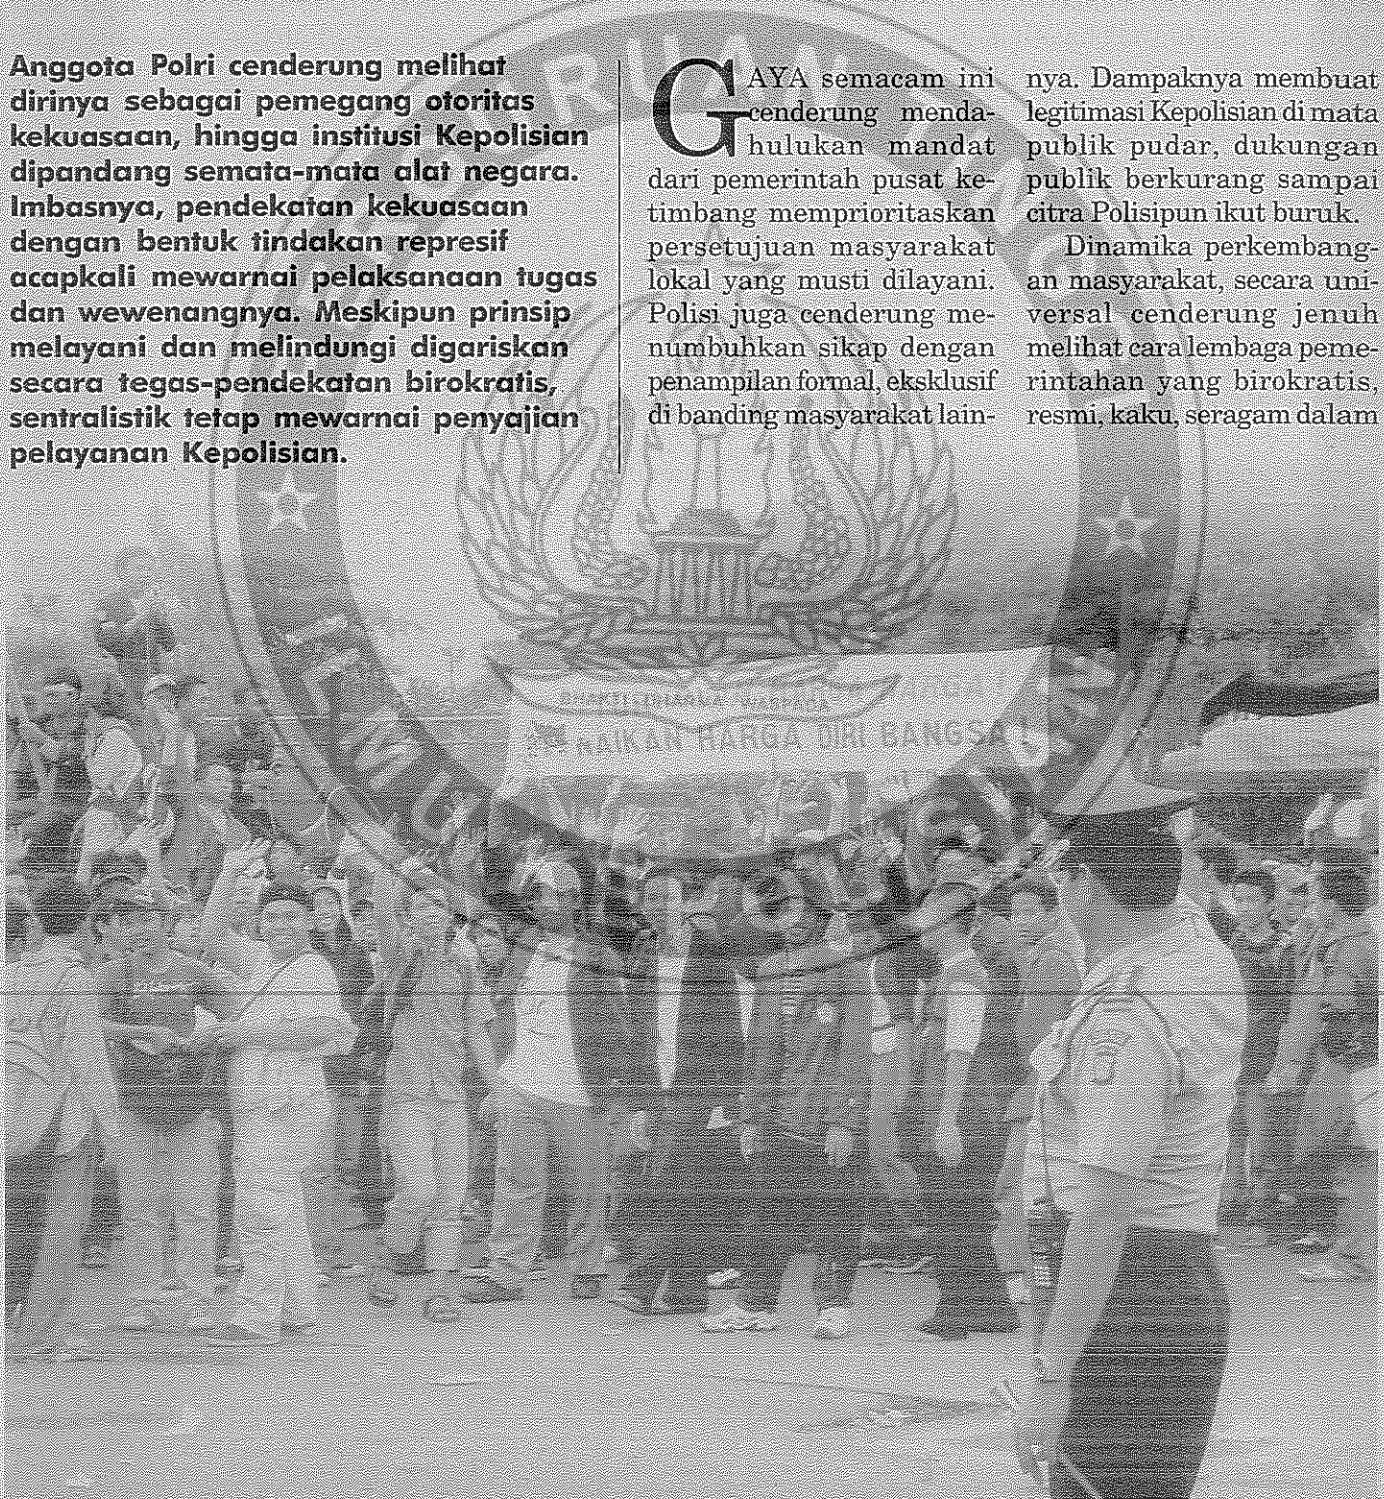 Anggota Polri cenderung melihat
dirinya sebagai pemegang otoritas
kekuasaan, hingga institusi Kepolisian
dipandang semata-mata alat negara.
Imbasnya, pendekatan kekuasaan
dengan bentuk tindakan represif
acapkali mewarnai pelaksanaan tugas
dan wewenangnya. Meskipun prinsip
melayani dan melindungi digariskan
secara tegas-pendekatan birokratis,
sentralistik tetap mewarnai penyajian
pelayanan Kepolisian.
GAYA semacam ini
cenderung menda-
hulukan mandat
dari pemerintah pusat ke-
timbang memprioritaskan
persetujuan masyarakat
lokal yang musti dilayani.
Polisi juga cenderung me-
numbuhkan sikap dengan
penampilan formal, eksklusif
di banding masyarakat lain-
nya. Dampaknya membuat
legitimasi Kepolisian di mata
publik pudar, dukungan
publik berkurang sampai
citra Polisipun ikut buruk.
Dinamika perkembang-
an masyarakat, secara uni-
versal cenderung jenuh
melihat cara lembaga peme-
rintahan yang birokratis,
resmi, kaku, seragam dalam
HARGA DIRI BANGSA